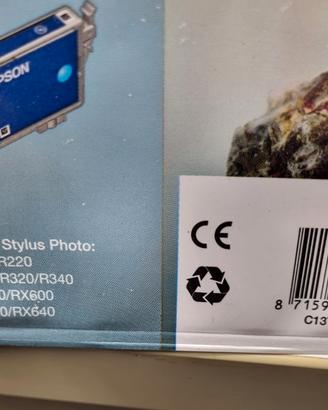 PSON
Stylus Photo:
R220
/R320/R340
0/RX600
0/RX640
CE
8 7159
C13